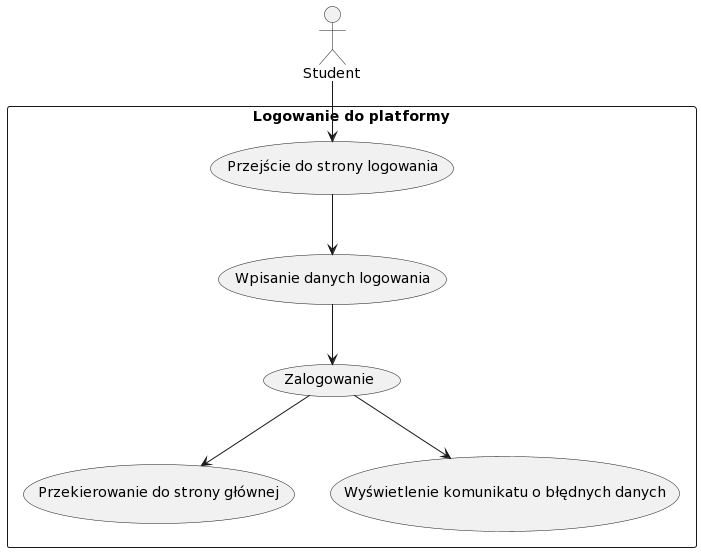 Student
Logowanie do platformy
Przejście do strony logowania
Wpisanie danych logowania
Zalogowanie
Przekierowanie do strony głównej
Wyświetlenie komunikatu o błędnych danych